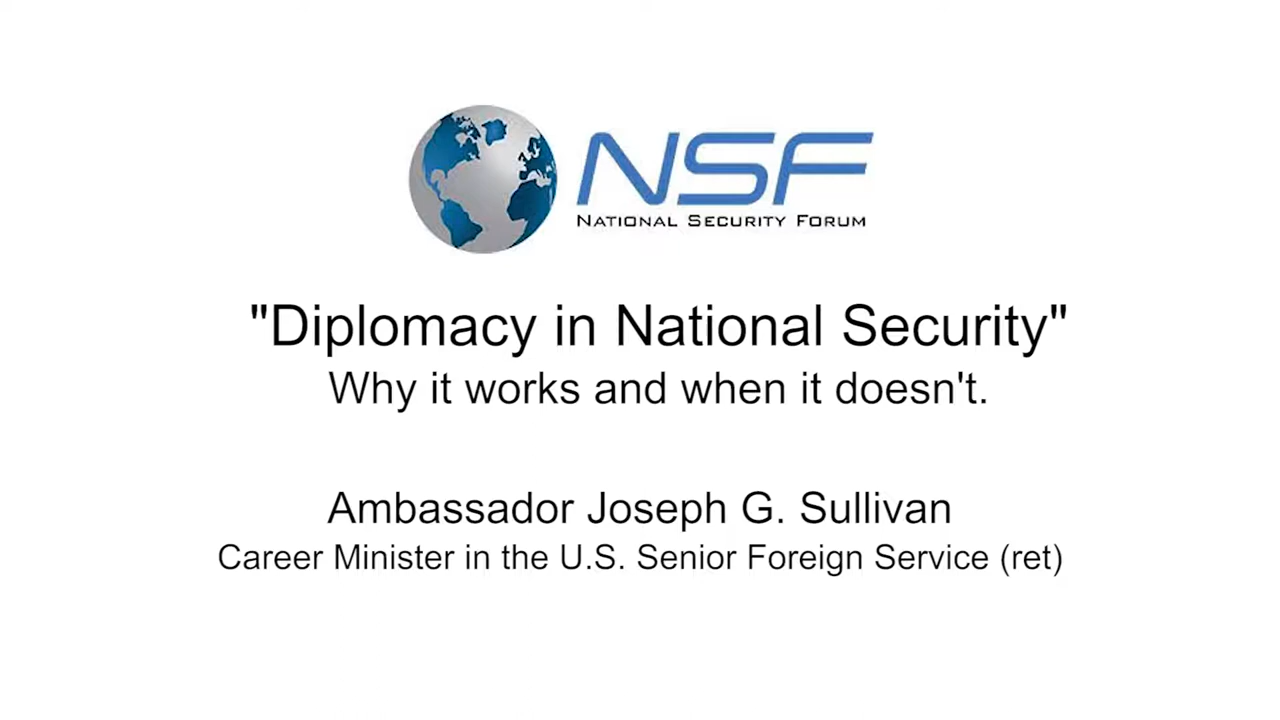 NSF
NATIONAL SECURITY FORUM
"Diplomacy in National Security"
Why it works and when it doesn't.
Ambassador Joseph G. Sullivan
Career Minister in the U.S. Senior Foreign Service (ret)